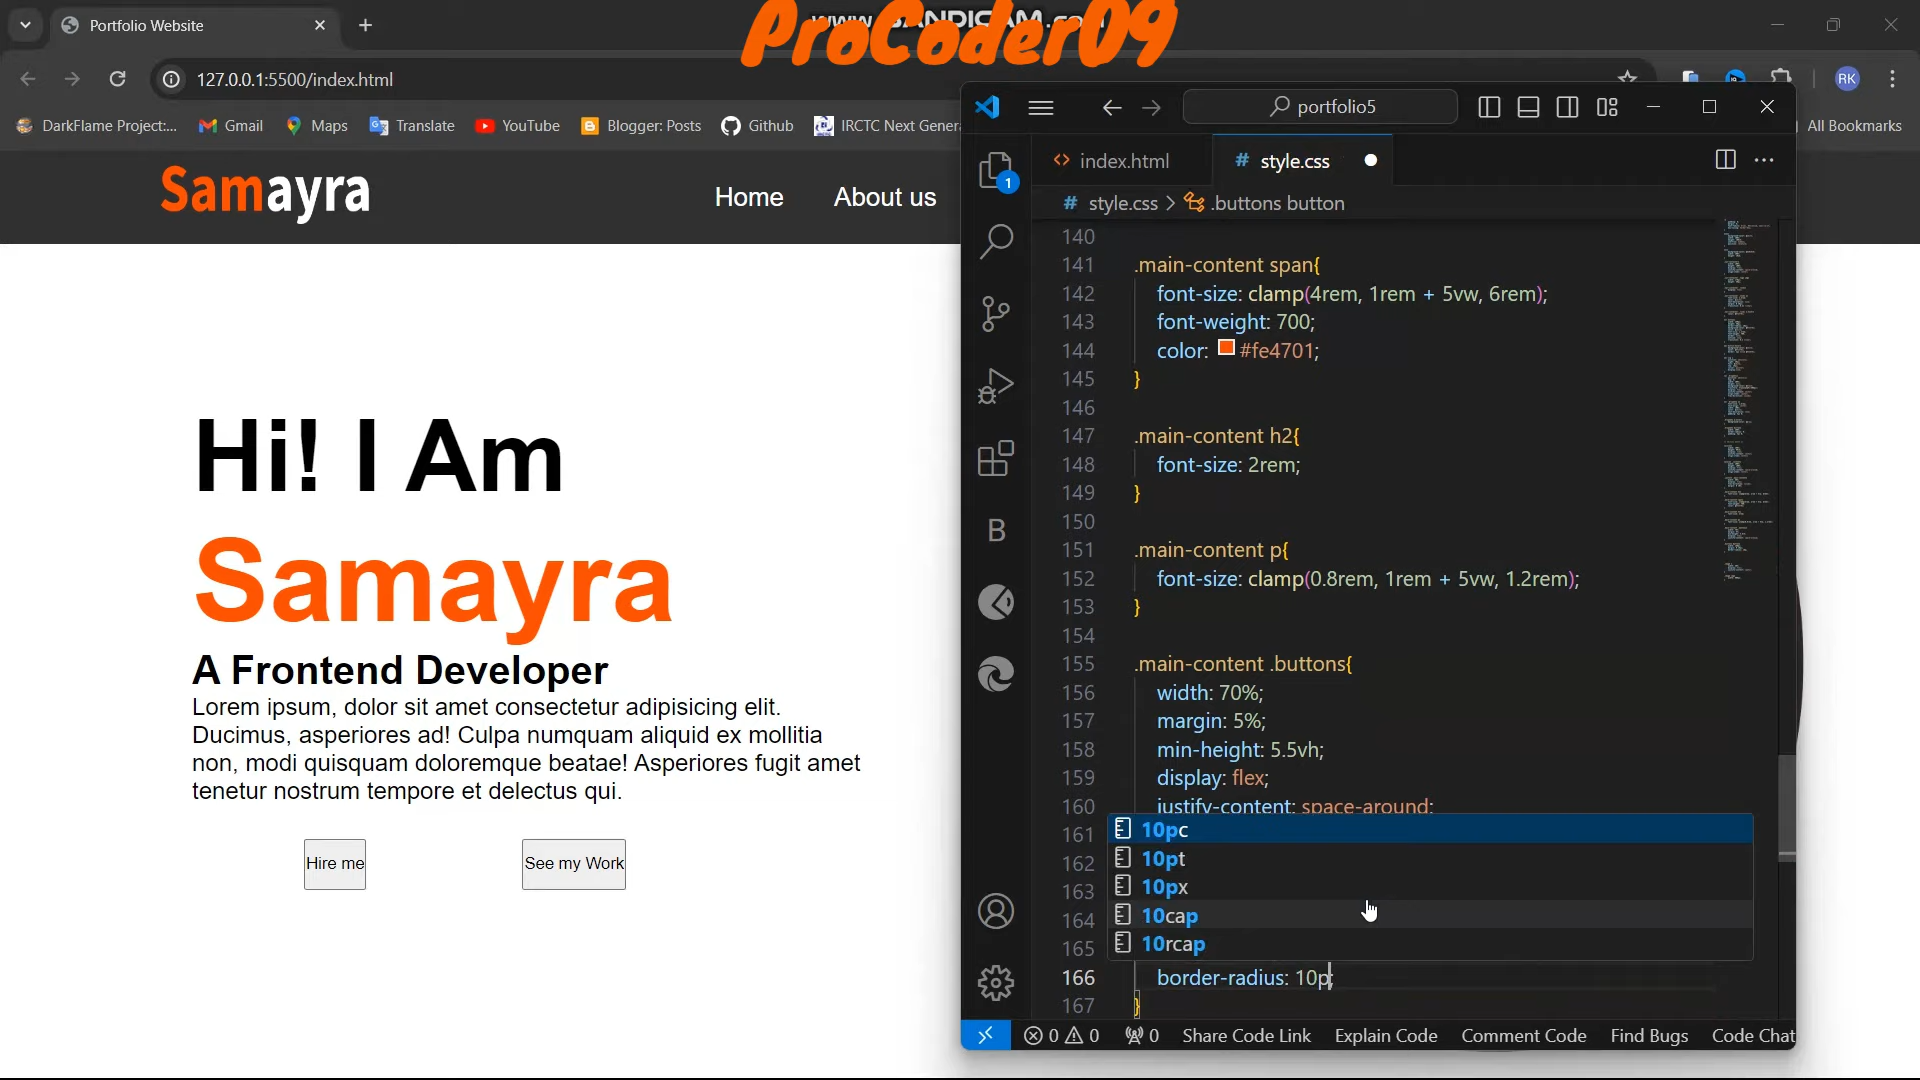 Portfolio Website
ProCoder09
127.0.0.1:5500/index.html
RK
DarkFlame Project:...
Gmail
Maps
Translate
YouTube
Blogger: Posts
Github
IRCTC Next Genera
All Bookmarks
Samayra
Home
About us
Hi! I Am
Samayra
A Frontend Developer
Lorem ipsum, dolor sit amet consectetur adipisicing elit.
Ducimus, asperiores ad! Culpa numquam aliquid ex mollitia
non, modi quisquam doloremque beatae! Asperiores fugit amet
tenetur nostrum tempore et delectus qui.
Hire me
See my Work
portfolio5
1
B
index.html
# style.css
# style.css > .buttons button
140
141 .main-content span{
142 font-size: clamp(4rem, 1rem + 5vw, 6rem);
143 font-weight: 700;
144 color: #fe4701;
145 }
146
147 .main-content h2{
148 font-size: 2rem;
149 }
150
151 .main-content p{
152 font-size: clamp(0.8rem, 1rem + 5vw, 1.2rem);
153 }
154
155 .main-content .buttons{
156 width: 70%;
157 margin: 5%;
158 min-height: 5.5vh;
159 display: flex;
160 justify-content: space-around;
161 10pc
162 10pt
163 10px
164 10cap
165 10rcap
166 border-radius: 10p;
167 }
0 0 0 Share Code Link Explain Code Comment Code Find Bugs Code Chat